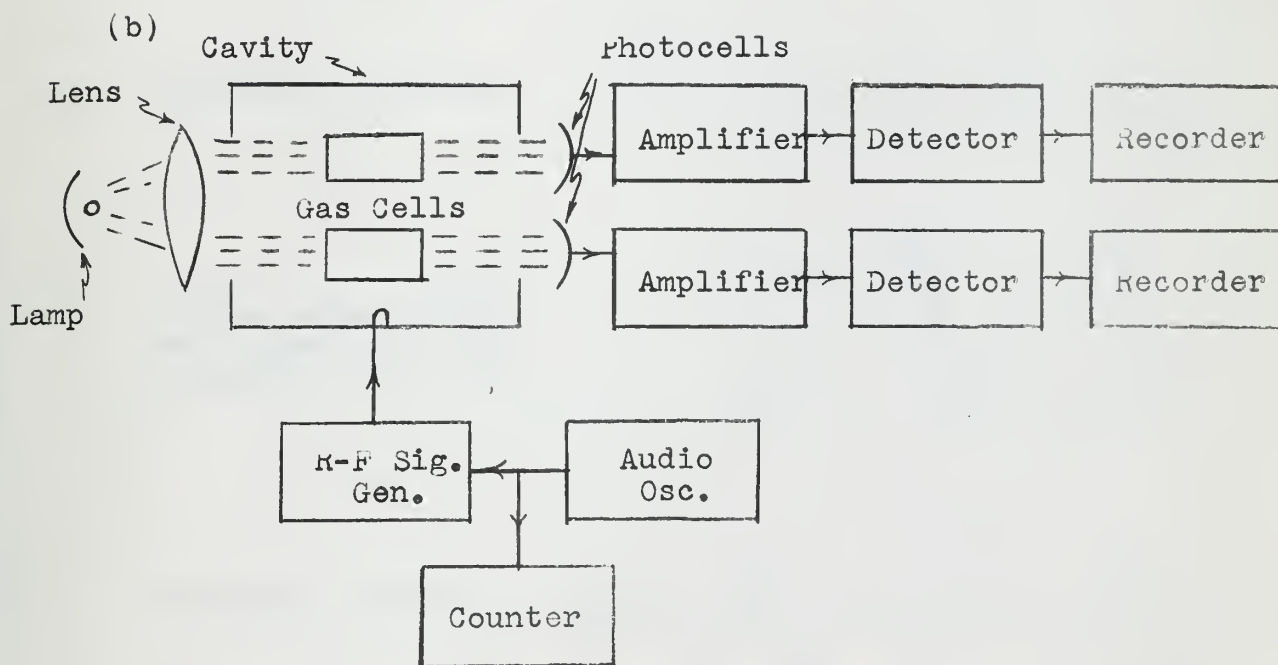 (b)
Cavity
Photocells
Lens
Amplifier
Detector
Recorder
Gas Cells
Amplifier
Detector
Recorder
Lamp
R-F Sig.
Gen.
Audio
Osc.
Counter